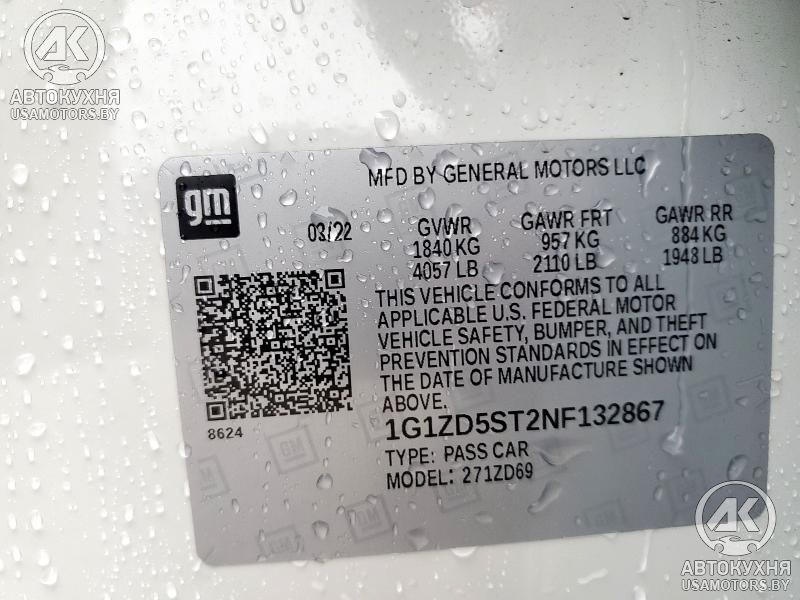 AK
АВТОКУХНЯ
USAMOTORS.BY
MFD BY GENERAL MOTORS LLC
gm
03/22
GVWR
1840 KG
4057 LB
GAWR FRT
957 KG
2110 LB
GAWR RR
884 KG
1948 LB
THIS VEHICLE CONFORMS TO ALL
APPLICABLE U.S. FEDERAL MOTOR
VEHICLE SAFETY, BUMPER, AND THEFT
PREVENTION STANDARDS IN EFFECT ON
THE DATE OF MANUFACTURE SHOWN
ABOVE.
8624
1G1ZD5ST2NF132867
TYPE: PASS CAR
MODEL: 271ZD69
AK
АВТОКУХНЯ
USAMOTORS.BY